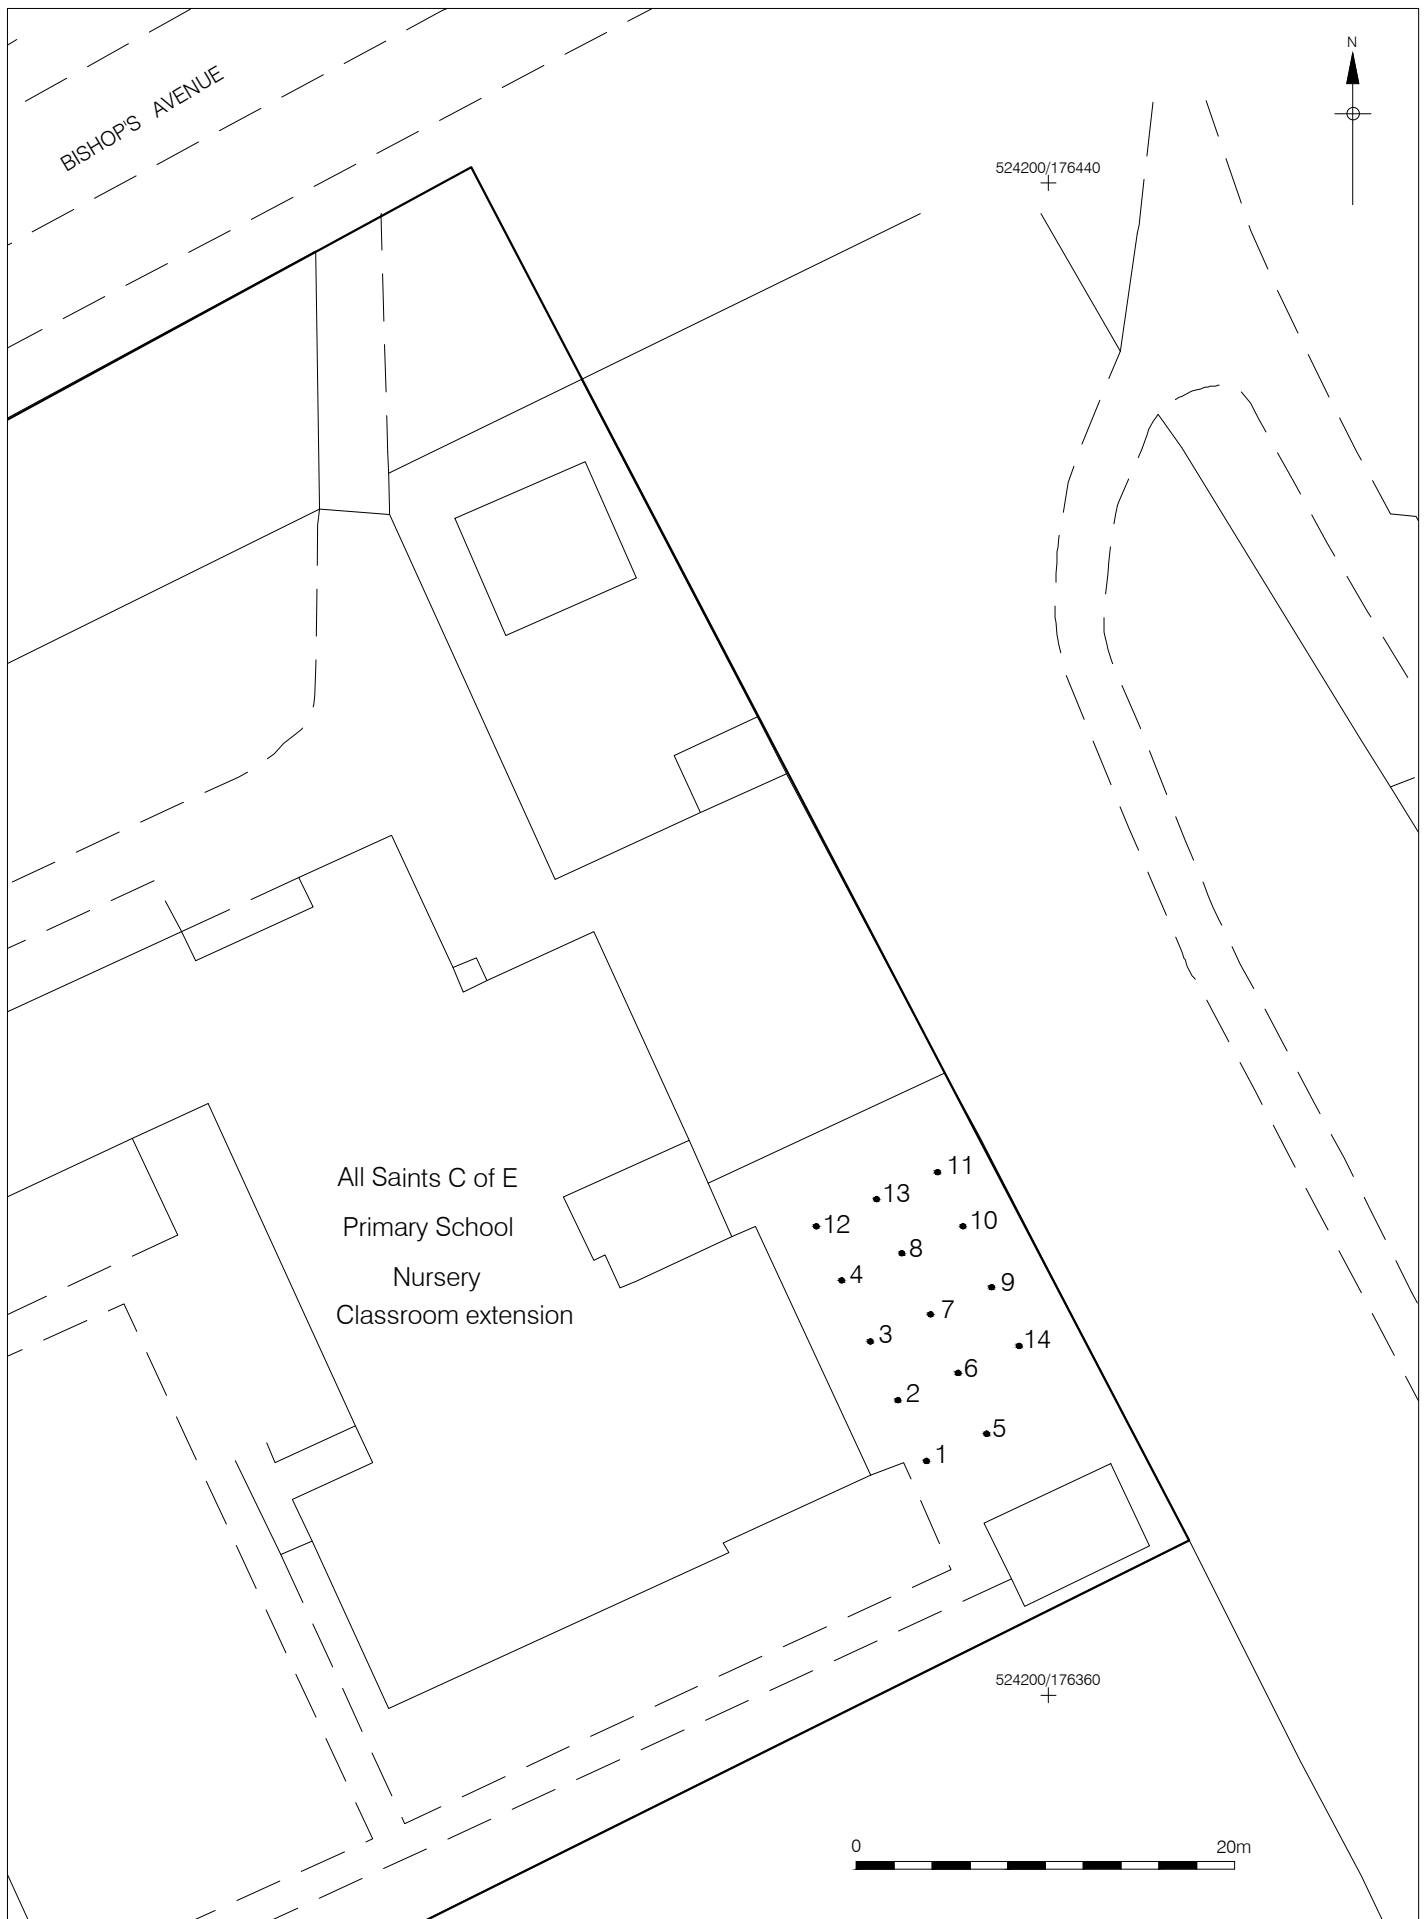 BISHOP'S AVENUE
N
524200/176440
All Saints C of E
Primary School
Nursery
Classroom extension
11
13
12
10
8
4
9
7
3
14
6
2
5
1
524200/176360
0 20m